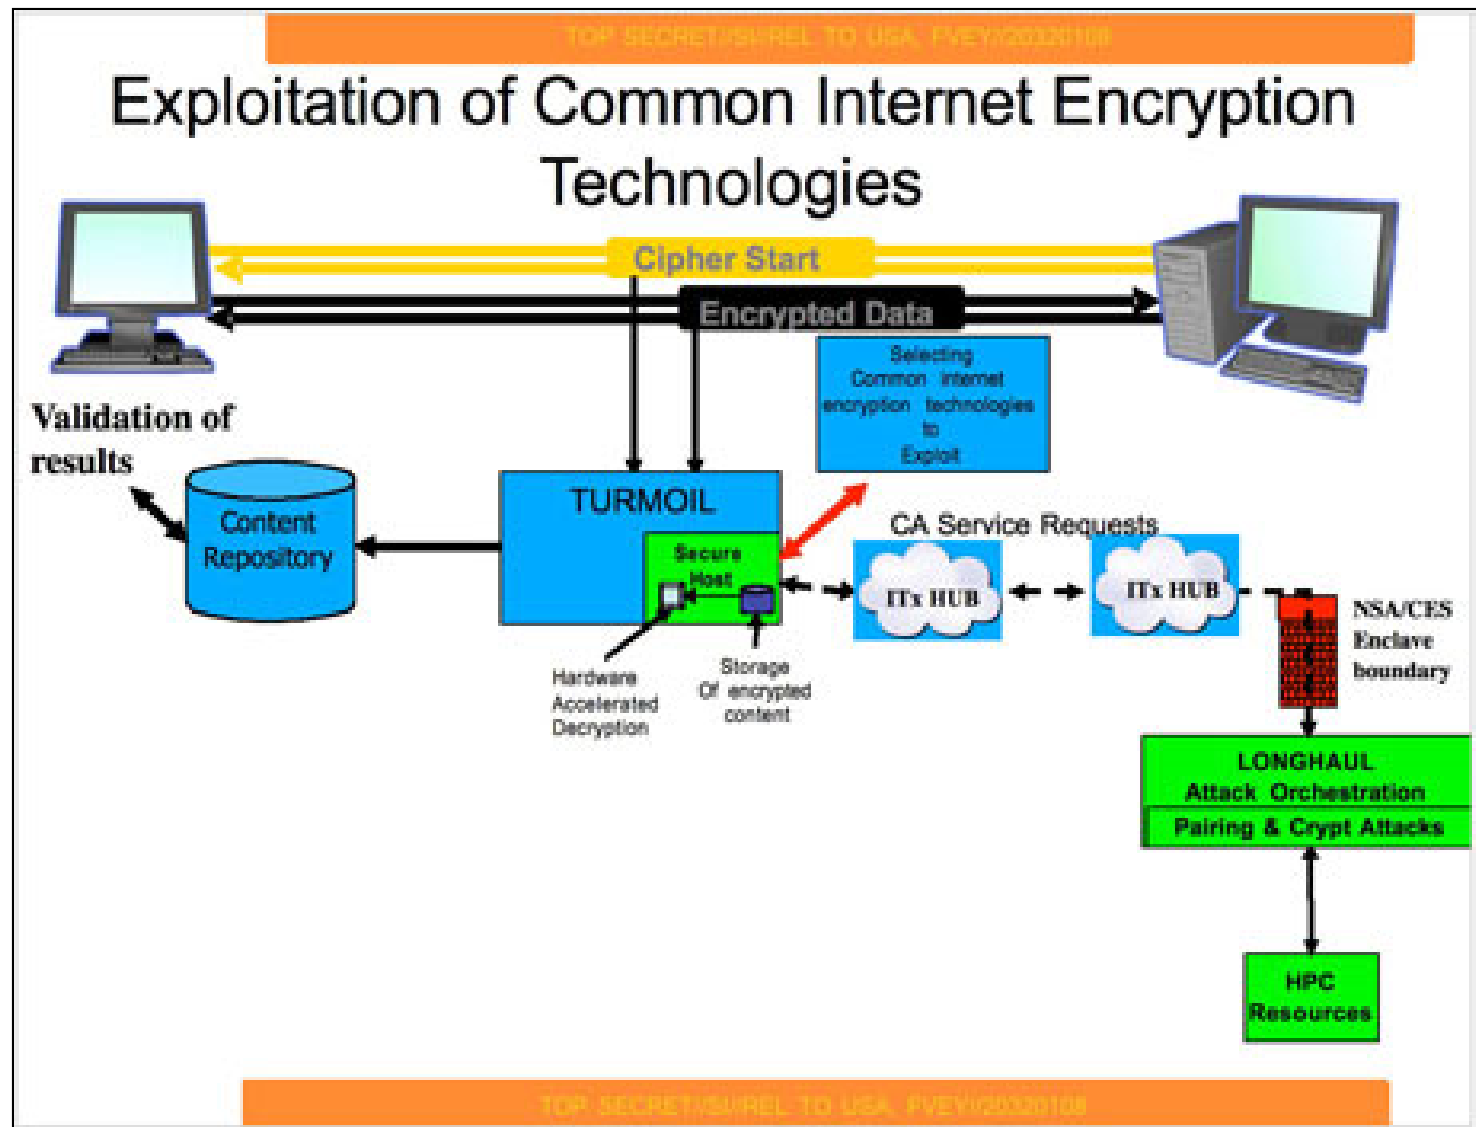 TOP SECRET//SI//REL TO USA, FVEY//20320108
Exploitation of Common Internet Encryption
Technologies
Cipher Start
Encrypted Data
Selecting
Common internet
encryption technologies
to
Exploit
Validation of
results
Content
Repository
TURMOIL
Secure
Host
Hardware
Accelerated
Decryption
Storage
Of encrypted
content
CA Service Requests
ITx HUB
ITx HUB
NSA/CES
Enclave
boundary
LONGHAUL
Attack Orchestration
Pairing & Crypt Attacks
HPC
Resources
TOP SECRET//SI//REL TO USA, FVEY//20320108